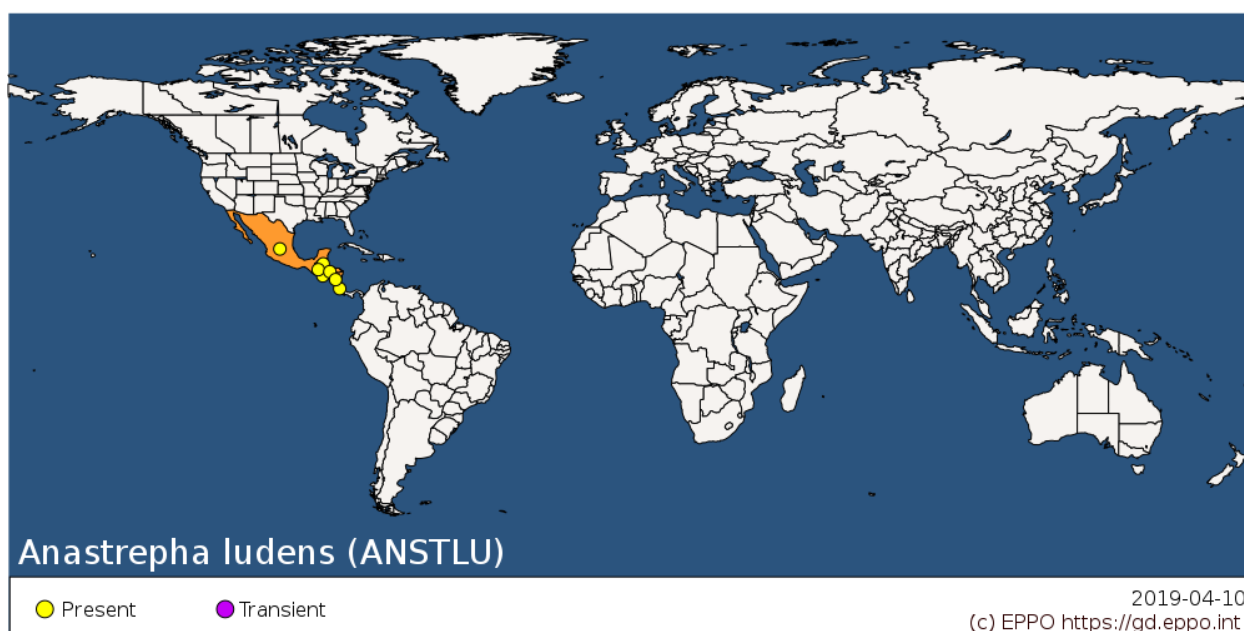 Anastrepha ludens (ANSTLU)
Present
Transient
2019-04-10
(c) EPPO https://gd.eppo.int